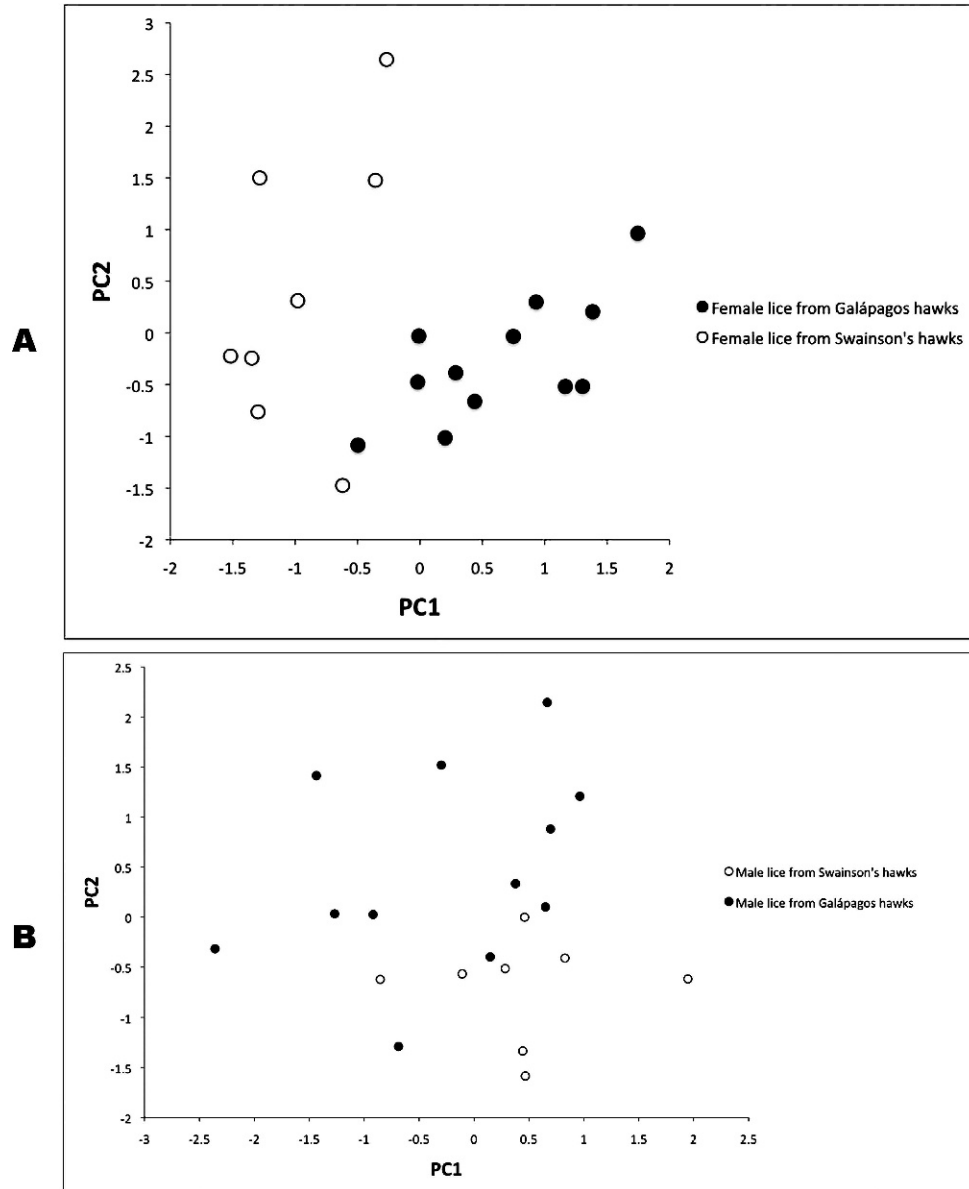 A
PC2
3
2.5
2
1.5
1
0.5
0
-0.5
-1
-1.5
-2
-2 -1.5 -1 -0.5 0 0.5 1 1.5 2
PC1
Female lice from Galápagos hawks
Female lice from Swainson's hawks
B
PC2
2.5
2
1.5
1
0.5
0
-0.5
-1
-1.5
-2
-3 -2.5 -2 -1.5 -1 -0.5 0 0.5 1 1.5 2 2.5
PC1
Male lice from Swainson's hawks
Male lice from Galápagos hawks